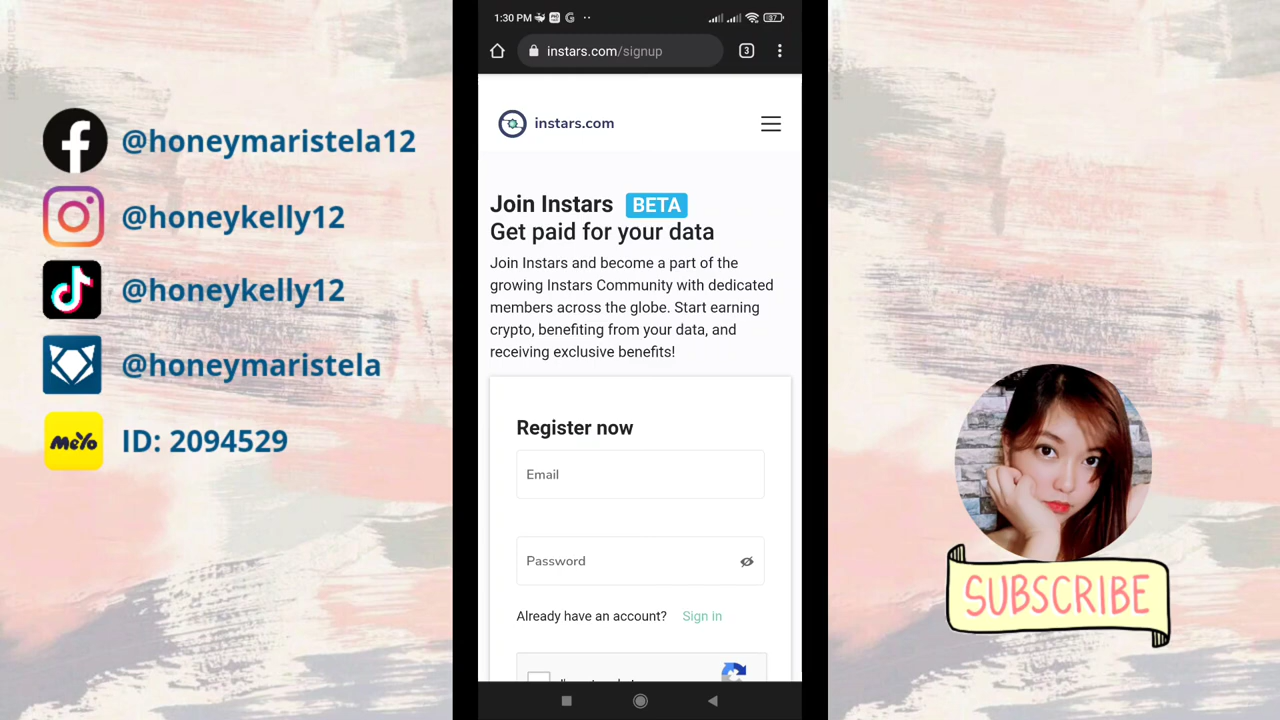 @honeymaristela12
@honeykelly12
@honeykelly12
@honeymaristela
MeYo
ID: 2094529
1:30 PM
37
instars.com/signup
3
instars.com
Join Instars BETA
Get paid for your data
Join Instars and become a part of the
growing Instars Community with dedicated
members across the globe. Start earning
crypto, benefiting from your data, and
receiving exclusive benefits!
Register now
Email
Password
Already have an account? Sign in
SUBSCRIBE